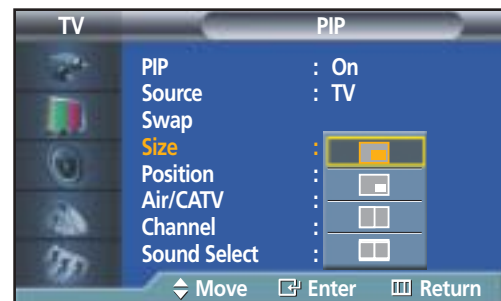 TV PIP
PIP : On
Source : TV
Swap
Size :
Position :
Air/CATV :
Channel :
Sound Select :
Move Enter Return